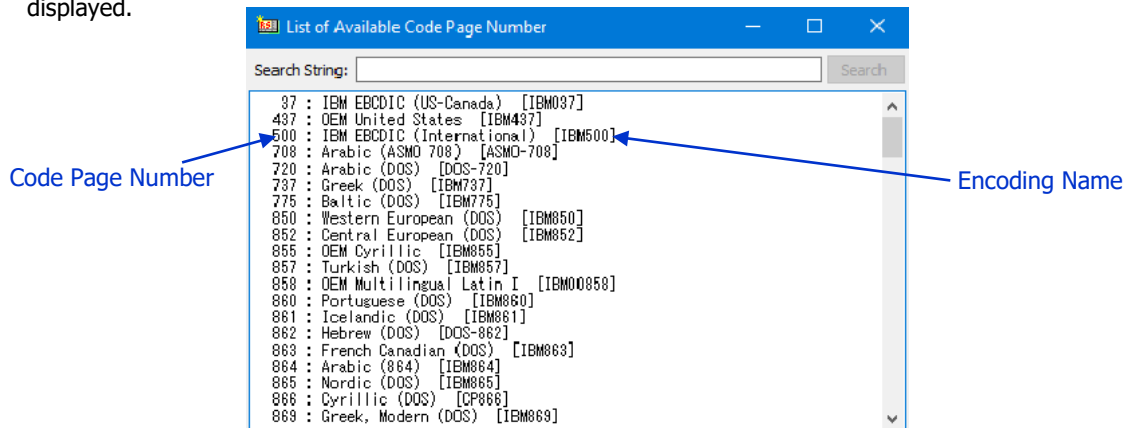 displayed.
List of Available Code Page Number
Search String: Search
37 : IBM EBCDIC (US-Canada) [IBM037]
437 : OEM United States [IBM437]
500 : IBM EBCDIC (International) [IBM500]
708 : Arabic (ASMO 708) [ASMO-708]
720 : Arabic (DOS) [DOS-720]
737 : Greek (DOS) [IBM737]
775 : Baltic (DOS) [IBM775]
850 : Western European (DOS) [IBM850]
852 : Central European (DOS) [IBM852]
855 : OEM Cyrillic [IBM855]
857 : Turkish (DOS) [IBM857]
858 : OEM Multilingual Latin I [IBM00858]
860 : Portuguese (DOS) [IBM860]
861 : Icelandic (DOS) [IBM861]
862 : Hebrew (DOS) [DOS-862]
863 : French Canadian (DOS) [IBM863]
864 : Arabic (864) [IBM864]
865 : Nordic (DOS) [IBM865]
866 : Cyrillic (DOS) [CP866]
869 : Greek, Modern (DOS) [IBM869]
Code Page Number
Encoding Name